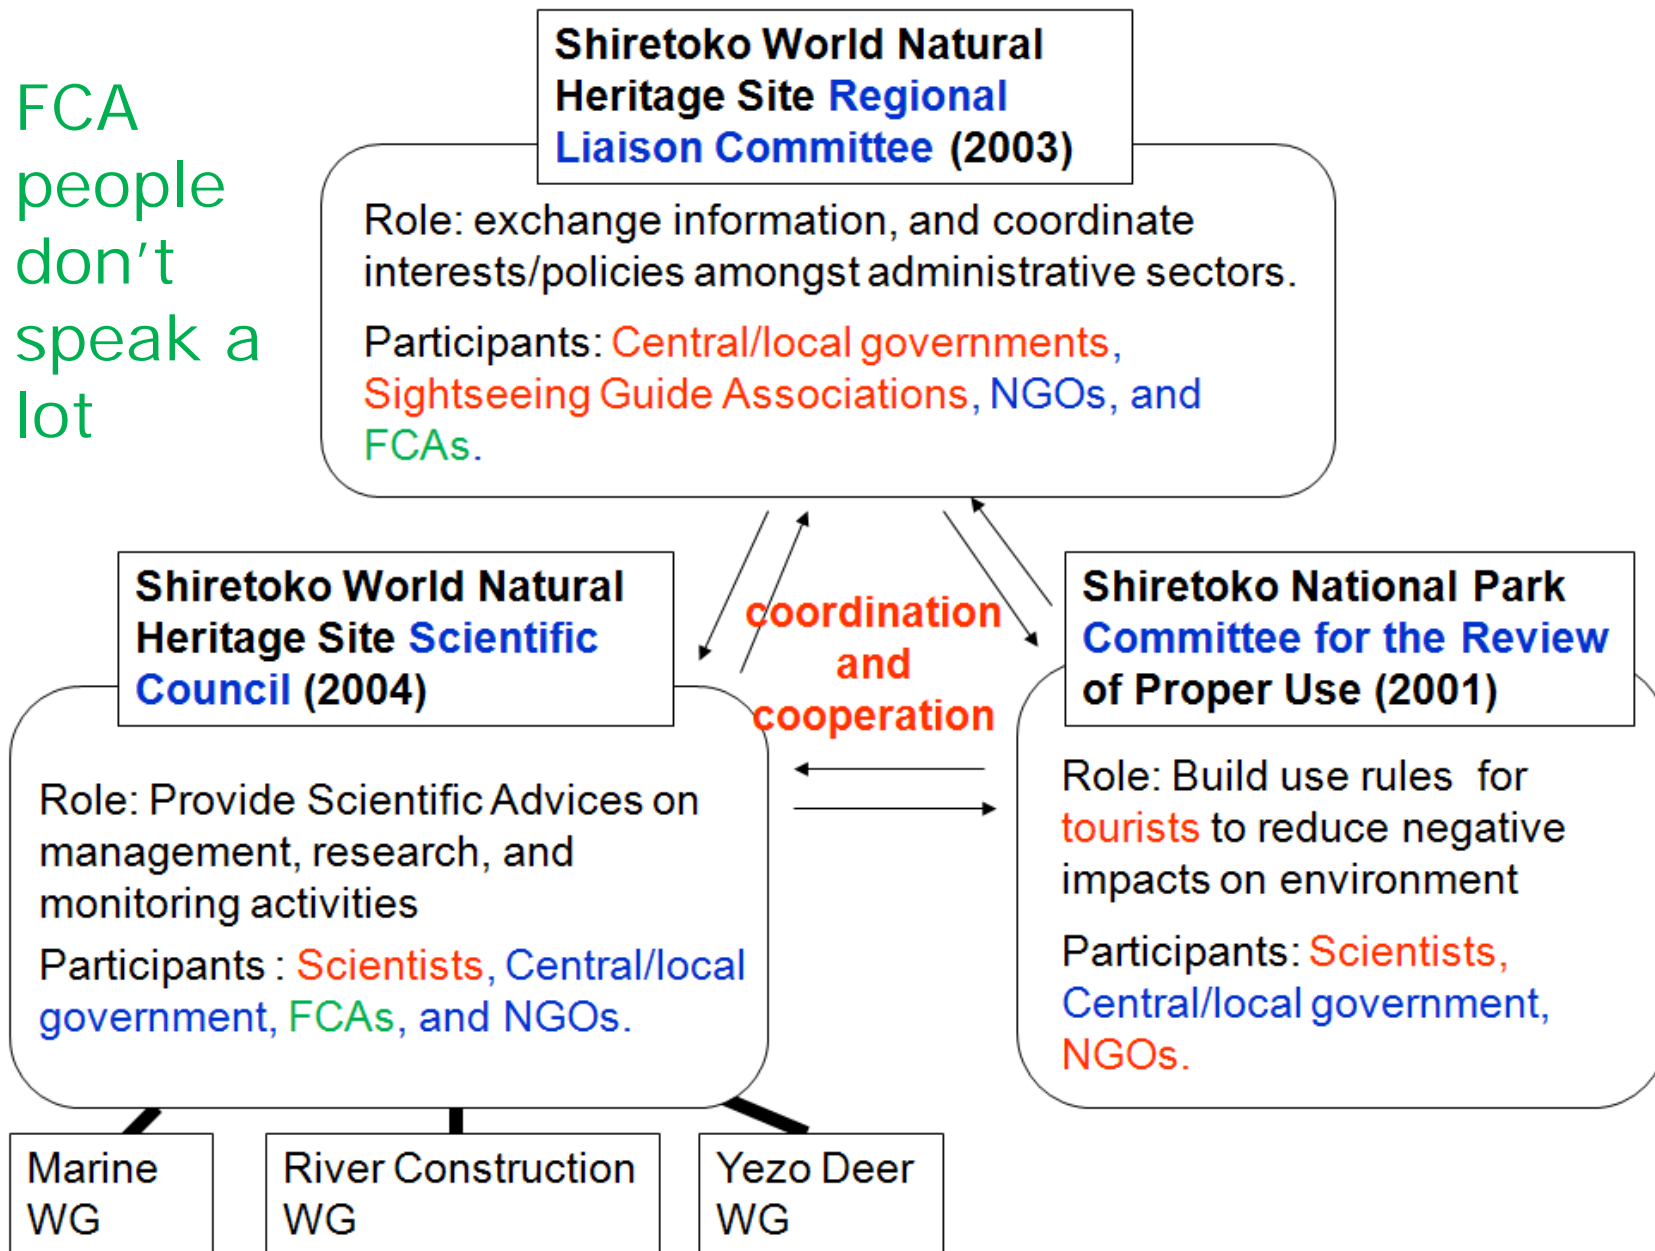 FCA
people
don't
speak a
lot
Shiretoko World Natural
Heritage Site Regional
Liaison Committee (2003)
Role: exchange information, and coordinate
interests/policies amongst administrative sectors.
Participants: Central/local governments,
Sightseeing Guide Associations, NGOs, and
FCAs.
coordination
and
cooperation
Shiretoko World Natural
Heritage Site Scientific
Council (2004)
Role: Provide Scientific Advices on
management, research, and
monitoring activities
Participants : Scientists, Central/local
government, FCAs, and NGOs.
Shiretoko National Park
Committee for the Review
of Proper Use (2001)
Role: Build use rules for
tourists to reduce negative
impacts on environment
Participants: Scientists,
Central/local government,
NGOs.
Marine
WG
River Construction
WG
Yezo Deer
WG